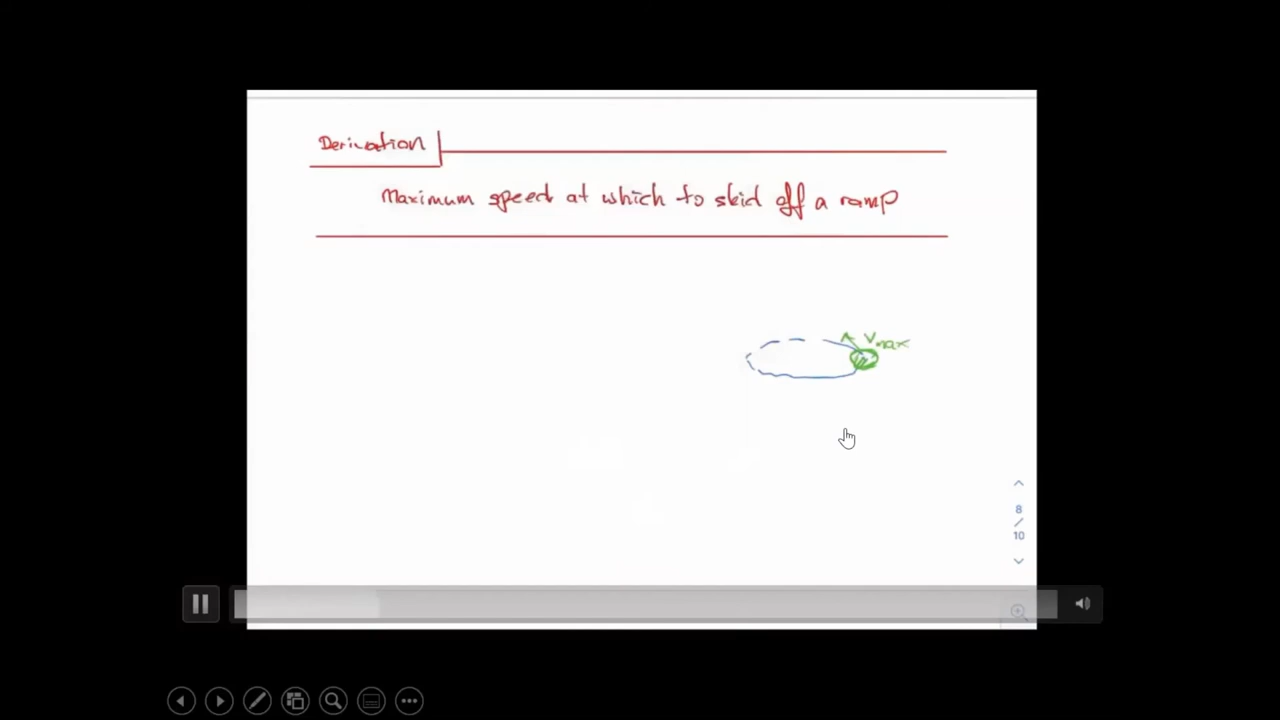 Derivation
Maximum speed at which to skid off a ramp
Vmax
8
/
10